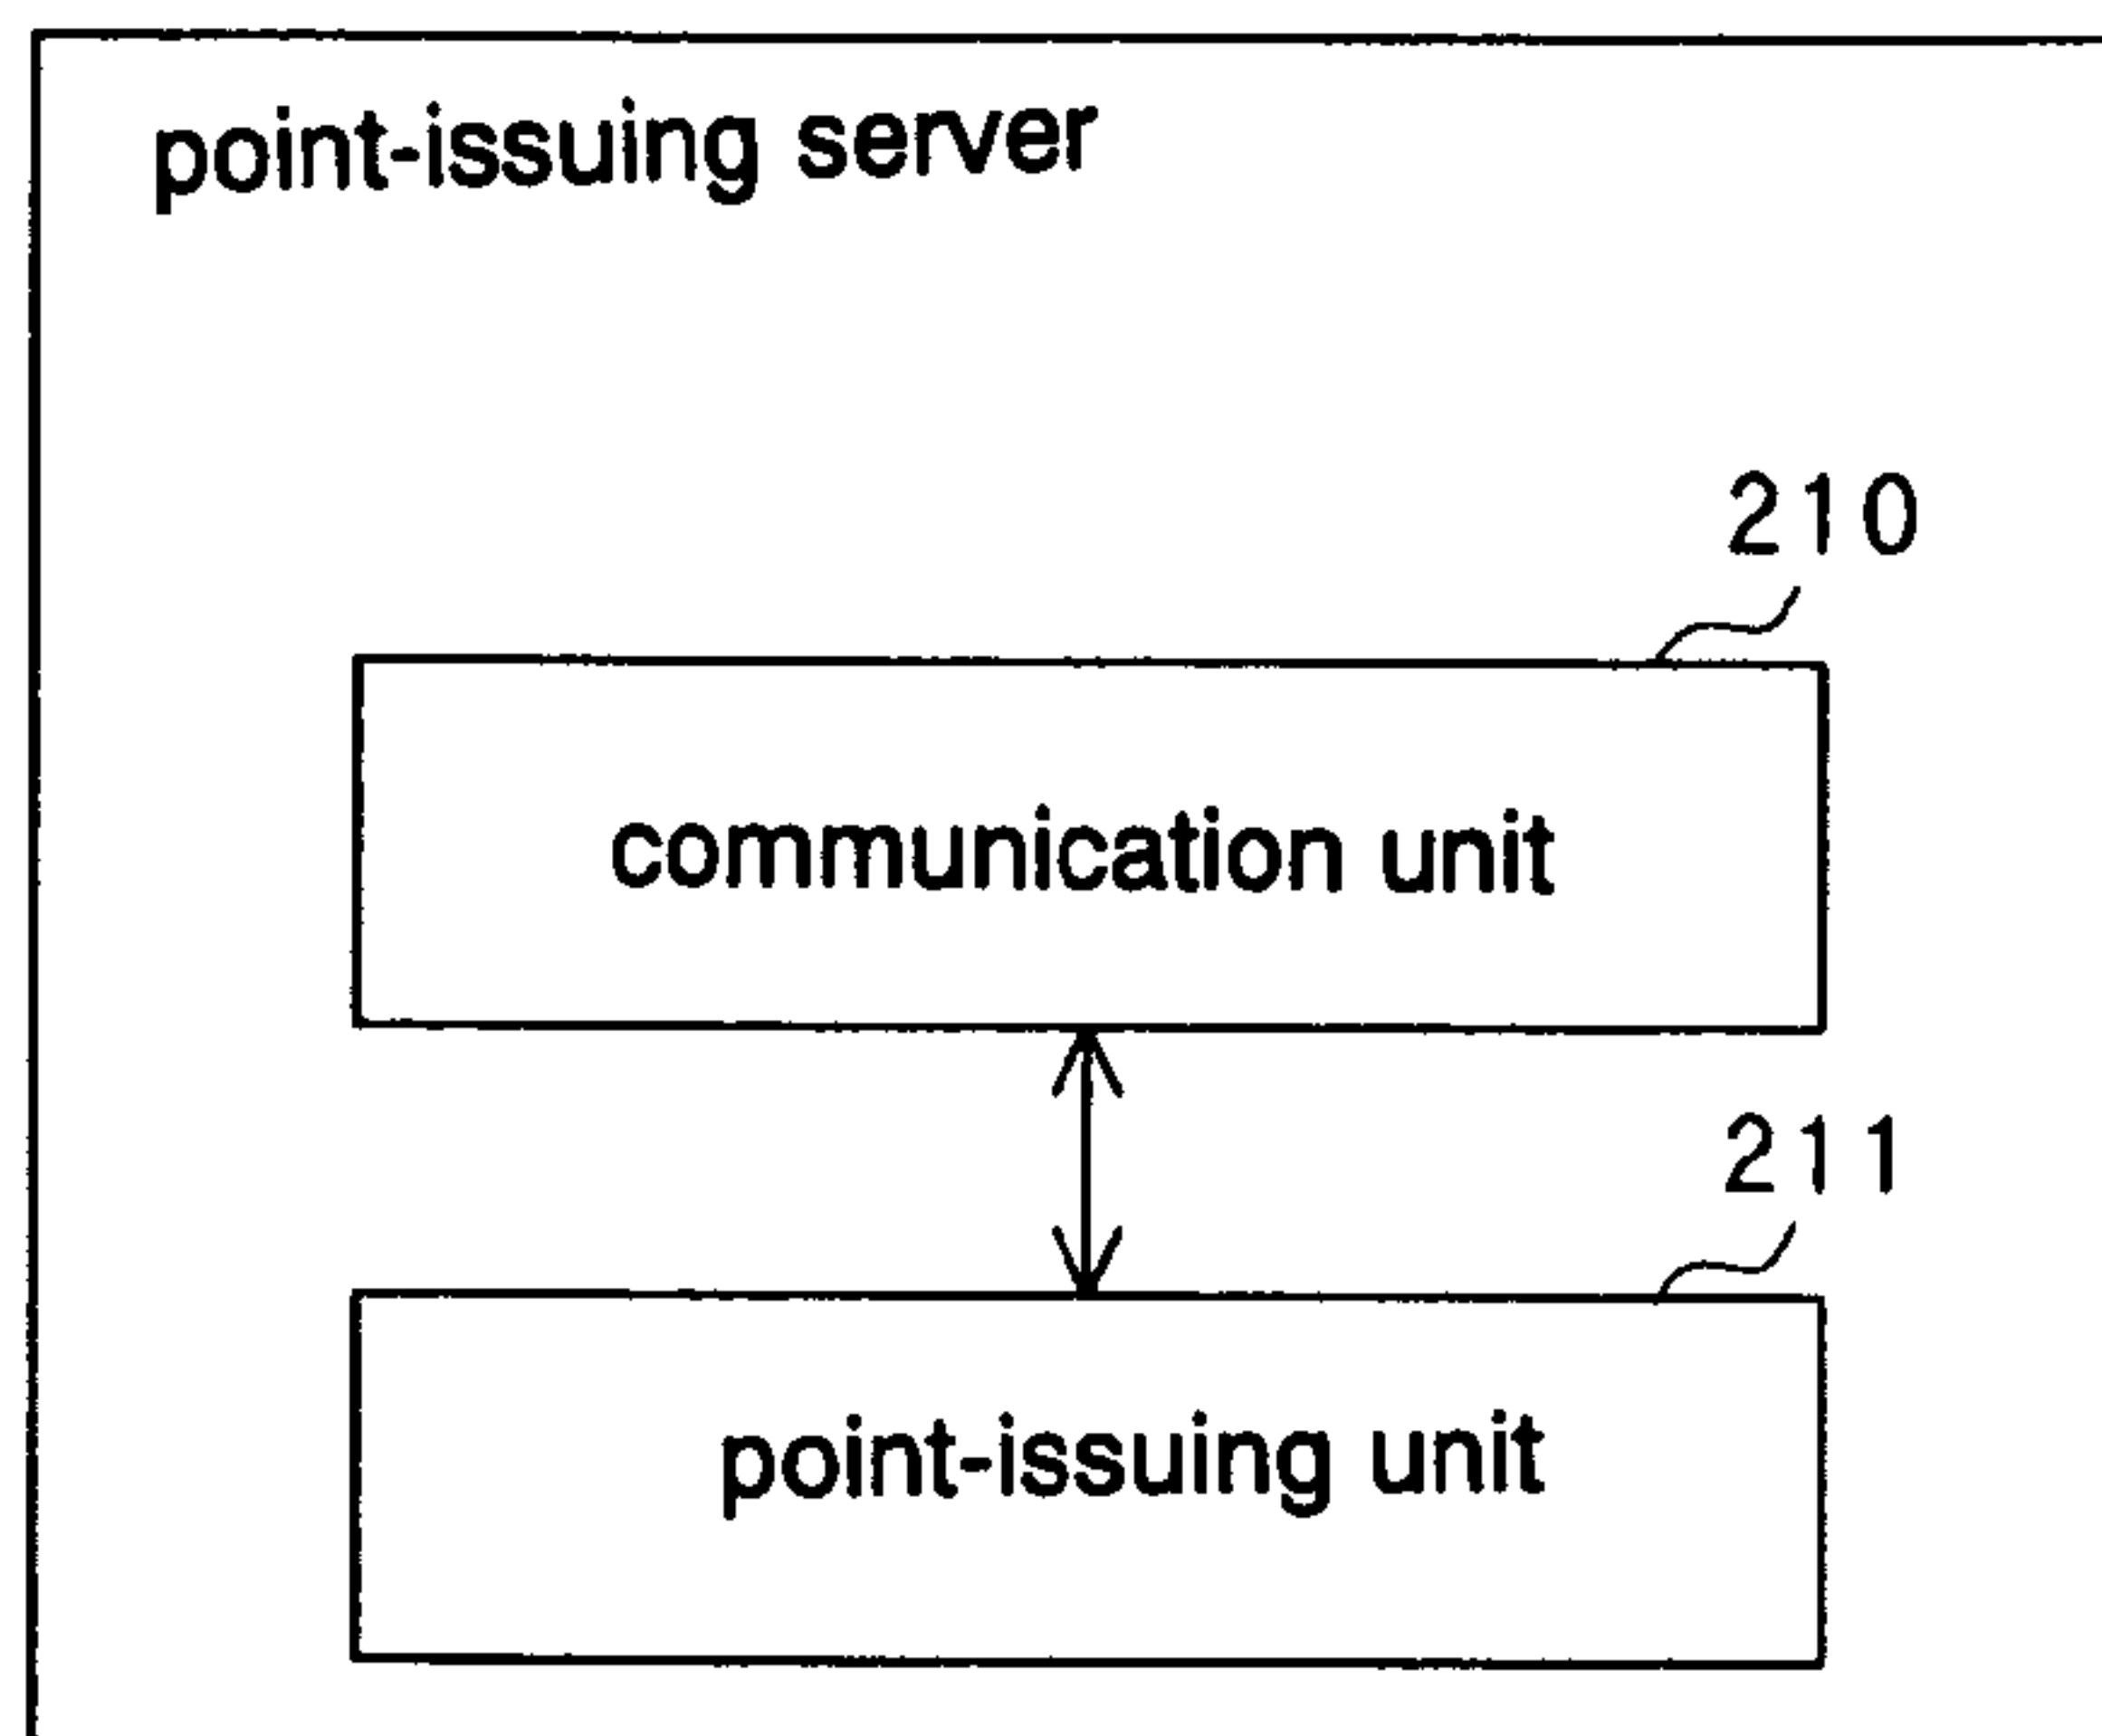 point-issuing server
210
communication unit
211
point-issuing unit